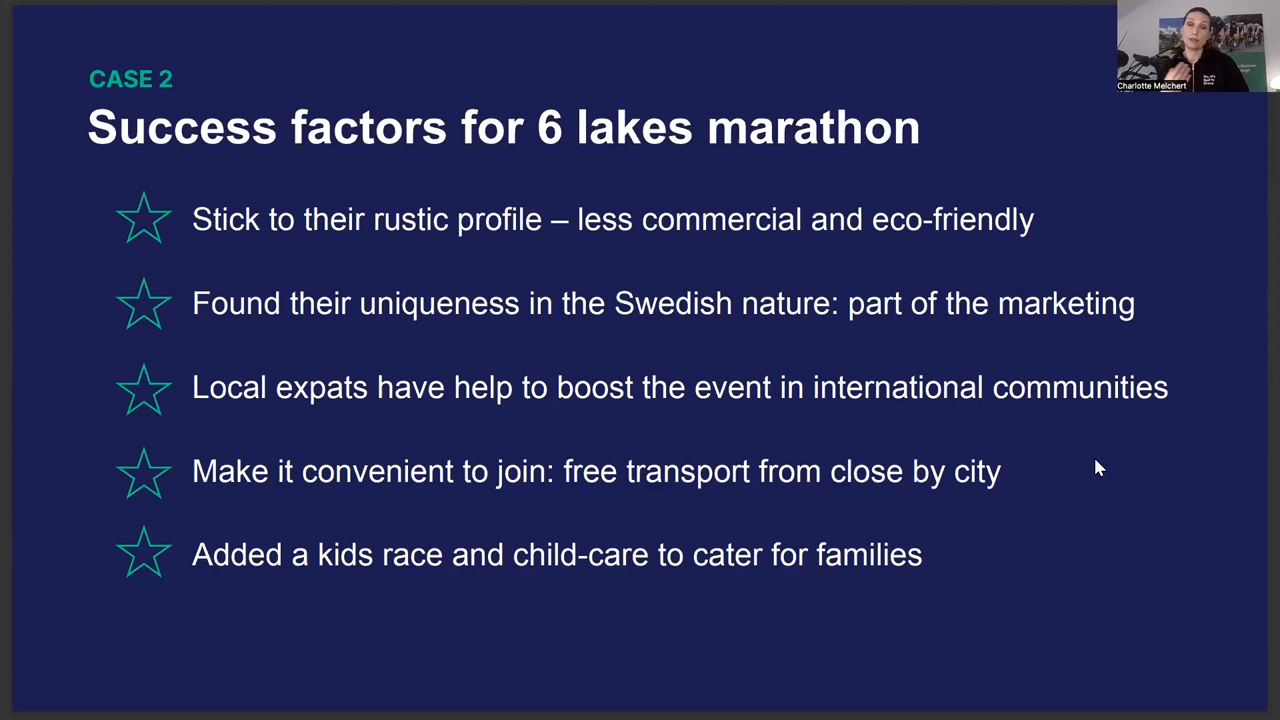 CASE 2
Success factors for 6 lakes marathon
Stick to their rustic profile – less commercial and eco-friendly
Found their uniqueness in the Swedish nature: part of the marketing
Local expats have help to boost the event in international communities
Make it convenient to join: free transport from close by city
Added a kids race and child-care to cater for families
Charlotte Melchert